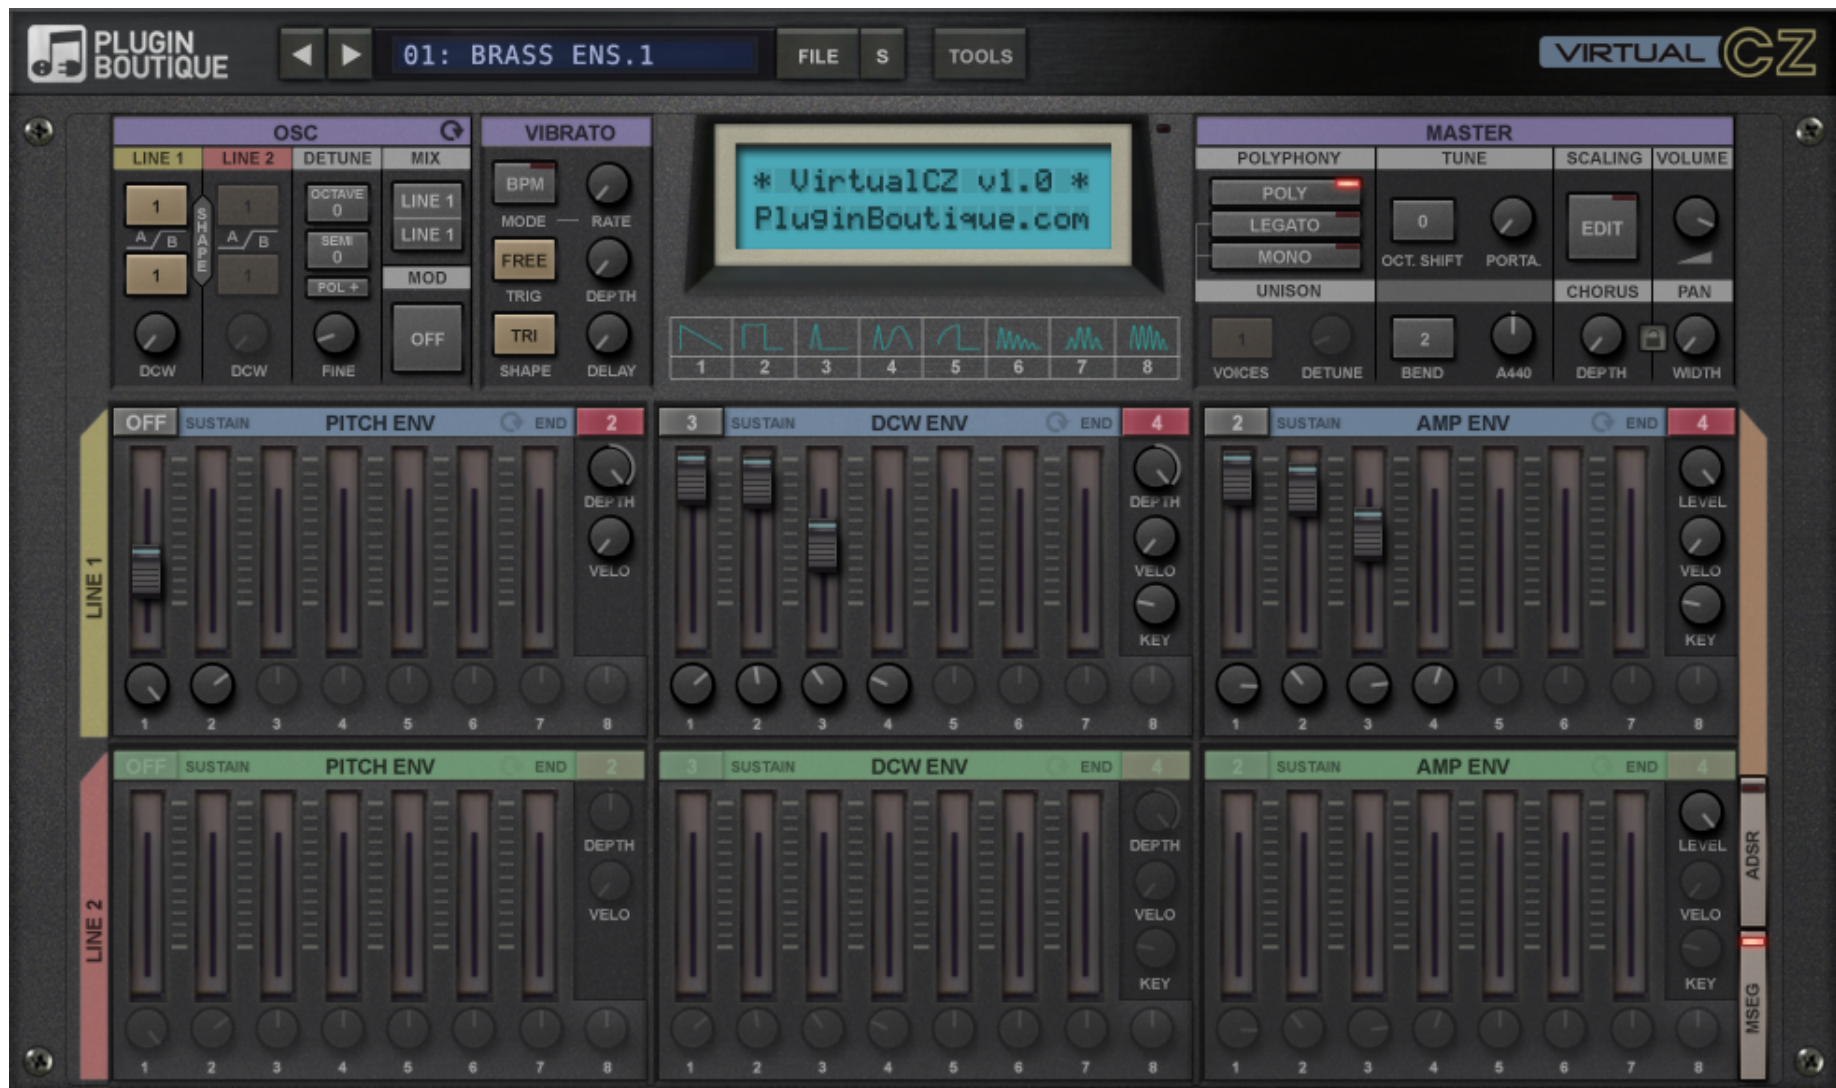 PLUGIN
BOUTIQUE
01: BRASS ENS.1
FILE
S
TOOLS
VIRTUAL CZ
OSC
LINE 1
LINE 2
DETUNE
MIX
1
1
OCTAVE
0
LINE 1
A/B
SHAPE
A/B
SEMI
0
LINE 1
1
1
POL +
MOD
OFF
DCW
DCW
FINE
VIBRATO
BPM
MODE
RATE
FREE
TRIG
DEPTH
TRI
SHAPE
DELAY
* VirtualCZ v1.0 *
PluginBoutique.com
1 2 3 4 5 6 7 8
MASTER
POLYPHONY
TUNE
SCALING
VOLUME
POLY
LEGATO
MONO
0
EDIT
OCT. SHIFT
PORTA.
UNISON
CHORUS
PAN
1
2
VOICES
DETUNE
BEND
A440
DEPTH
WIDTH
LINE 1
OFF
SUSTAIN
PITCH ENV
END
2
DEPTH
VELO
1 2 3 4 5 6 7 8
3
SUSTAIN
DCW ENV
END
4
DEPTH
VELO
KEY
1 2 3 4 5 6 7 8
2
SUSTAIN
AMP ENV
END
4
LEVEL
VELO
KEY
1 2 3 4 5 6 7 8
LINE 2
OFF
SUSTAIN
PITCH ENV
END
2
DEPTH
VELO
1 2 3 4 5 6 7 8
3
SUSTAIN
DCW ENV
END
4
DEPTH
VELO
KEY
1 2 3 4 5 6 7 8
2
SUSTAIN
AMP ENV
END
4
LEVEL
VELO
KEY
1 2 3 4 5 6 7 8
ADSR
MSEG